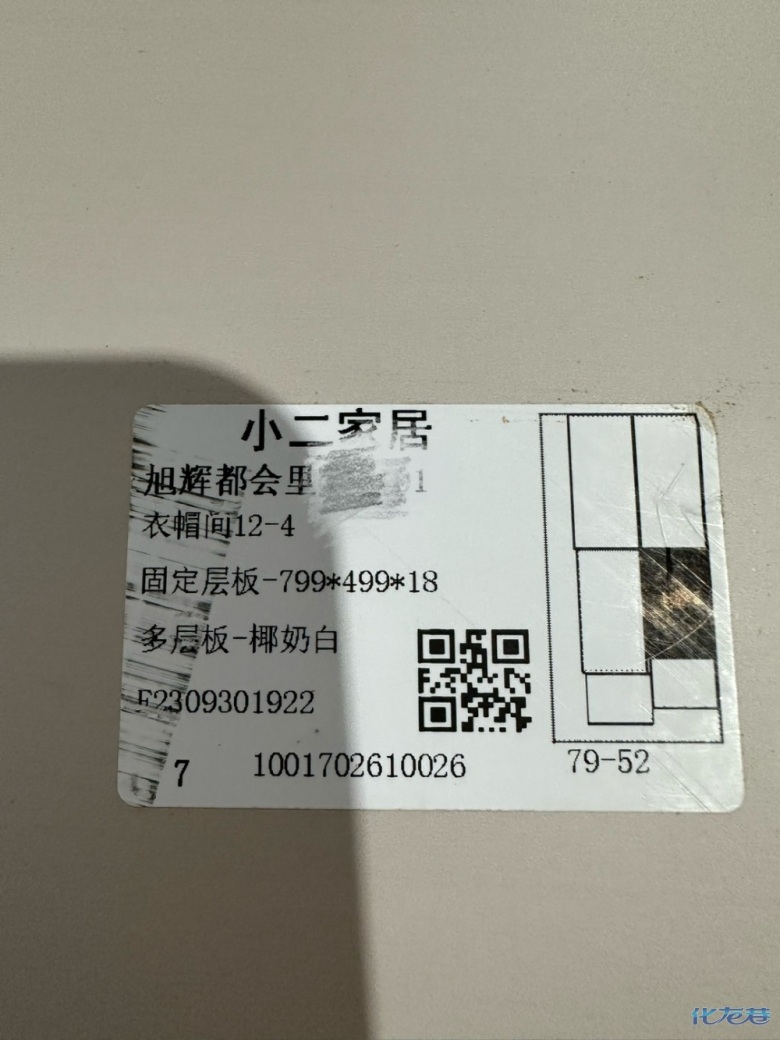 小二家居
旭辉都会里 1
衣帽间12-4
固定层板-799*499*18
多层板-椰奶白
F2309301922
7 1001702610026
79-52
化龙巷